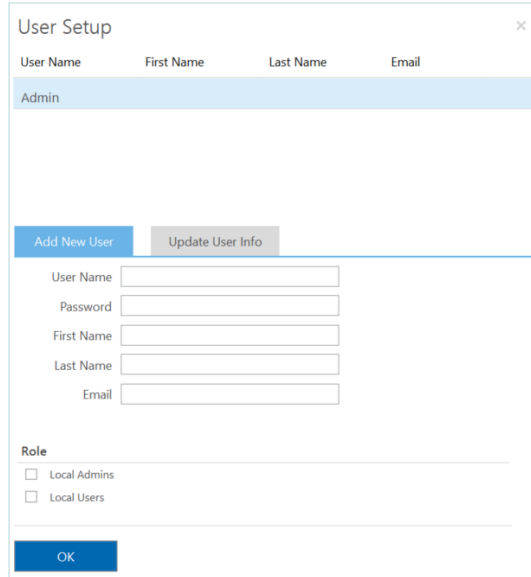 User Setup ×
User Name First Name Last Name Email
Admin
Add New User Update User Info
User Name
Password
First Name
Last Name
Email
Role
Local Admins
Local Users
OK